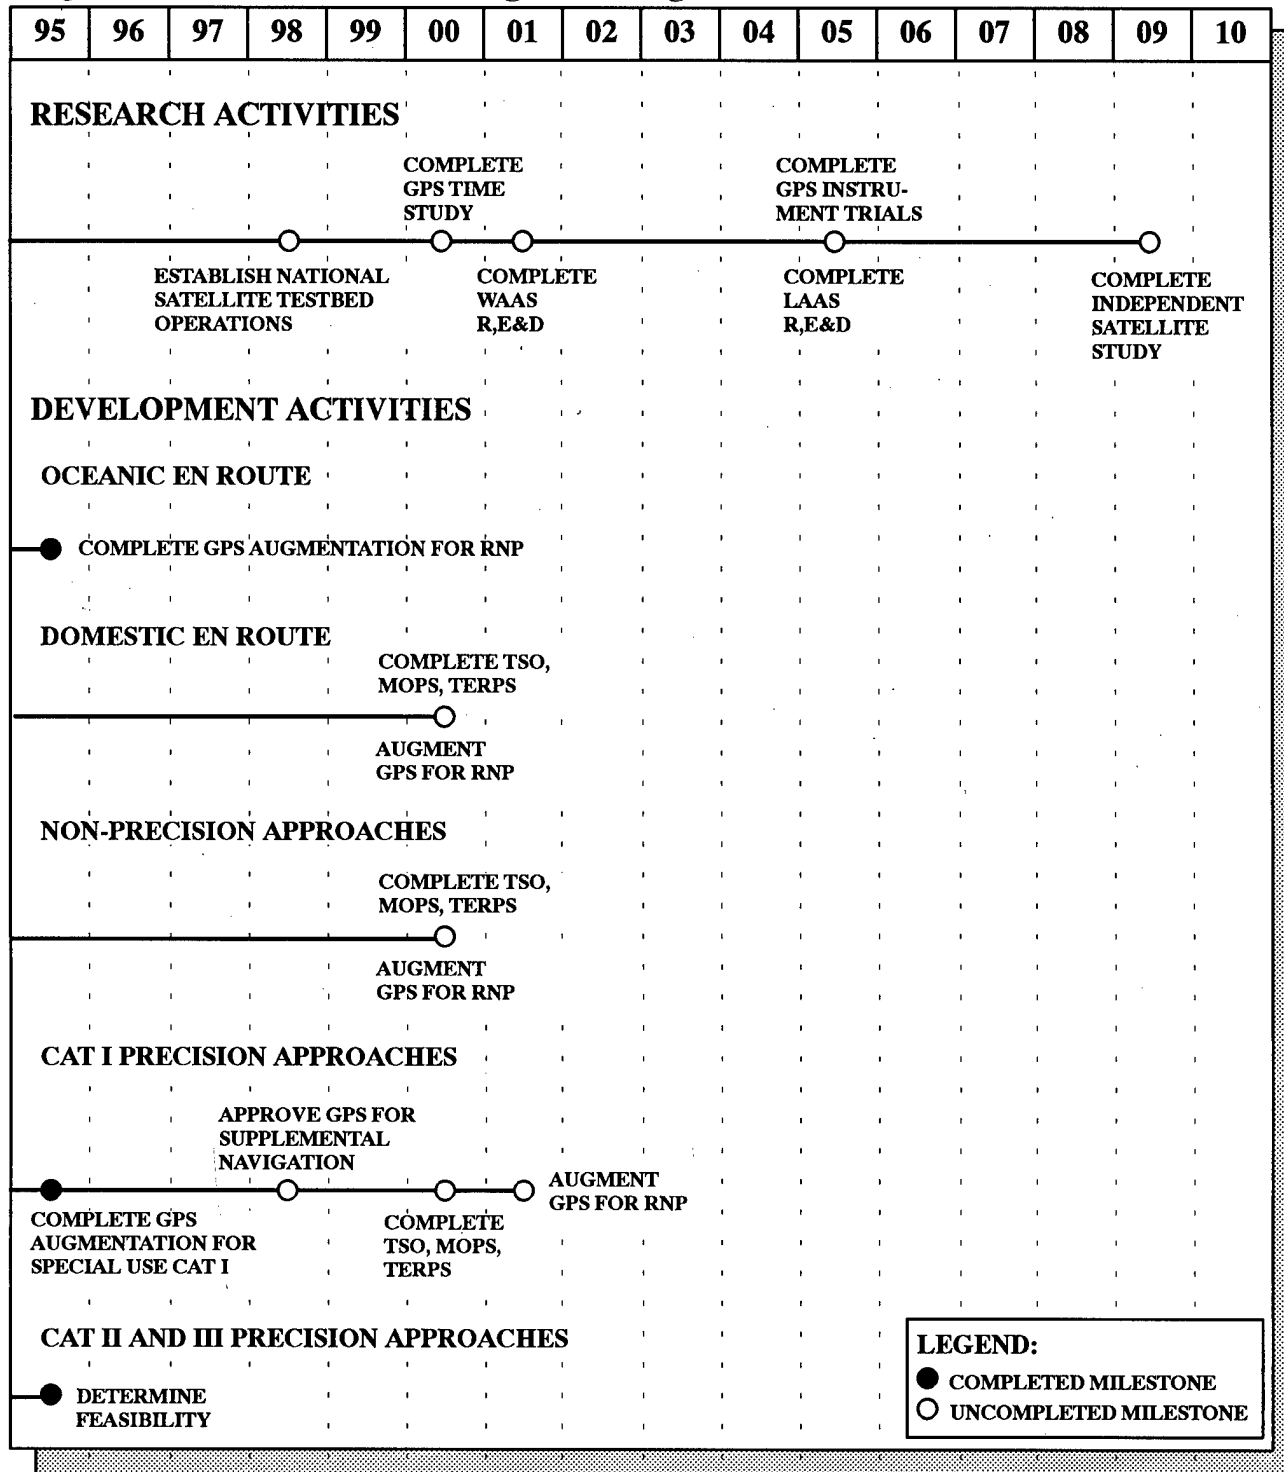 95 96 97 98 99 00 01 02 03 04 05 06 07 08 09 10
RESEARCH ACTIVITIES
COMPLETE
GPS TIME
STUDY
COMPLETE
GPS INSTRU-
MENT TRIALS
ESTABLISH NATIONAL
SATELLITE TESTBED
OPERATIONS
COMPLETE
WAAS
R,E&D
COMPLETE
LAAS
R,E&D
COMPLETE
INDEPENDENT
SATELLITE
STUDY
DEVELOPMENT ACTIVITIES
OCEANIC EN ROUTE
COMPLETE GPS AUGMENTATION FOR RNP
DOMESTIC EN ROUTE
COMPLETE TSO,
MOPS, TERPS
AUGMENT
GPS FOR RNP
NON-PRECISION APPROACHES
COMPLETE TSO,
MOPS, TERPS
AUGMENT
GPS FOR RNP
CAT I PRECISION APPROACHES
APPROVE GPS FOR
SUPPLEMENTAL
NAVIGATION
AUGMENT
GPS FOR RNP
COMPLETE GPS
AUGMENTATION FOR
SPECIAL USE CAT I
COMPLETE
TSO, MOPS,
TERPS
CAT II AND III PRECISION APPROACHES
DETERMINE
FEASIBILITY
LEGEND:
COMPLETED MILESTONE
UNCOMPLETED MILESTONE